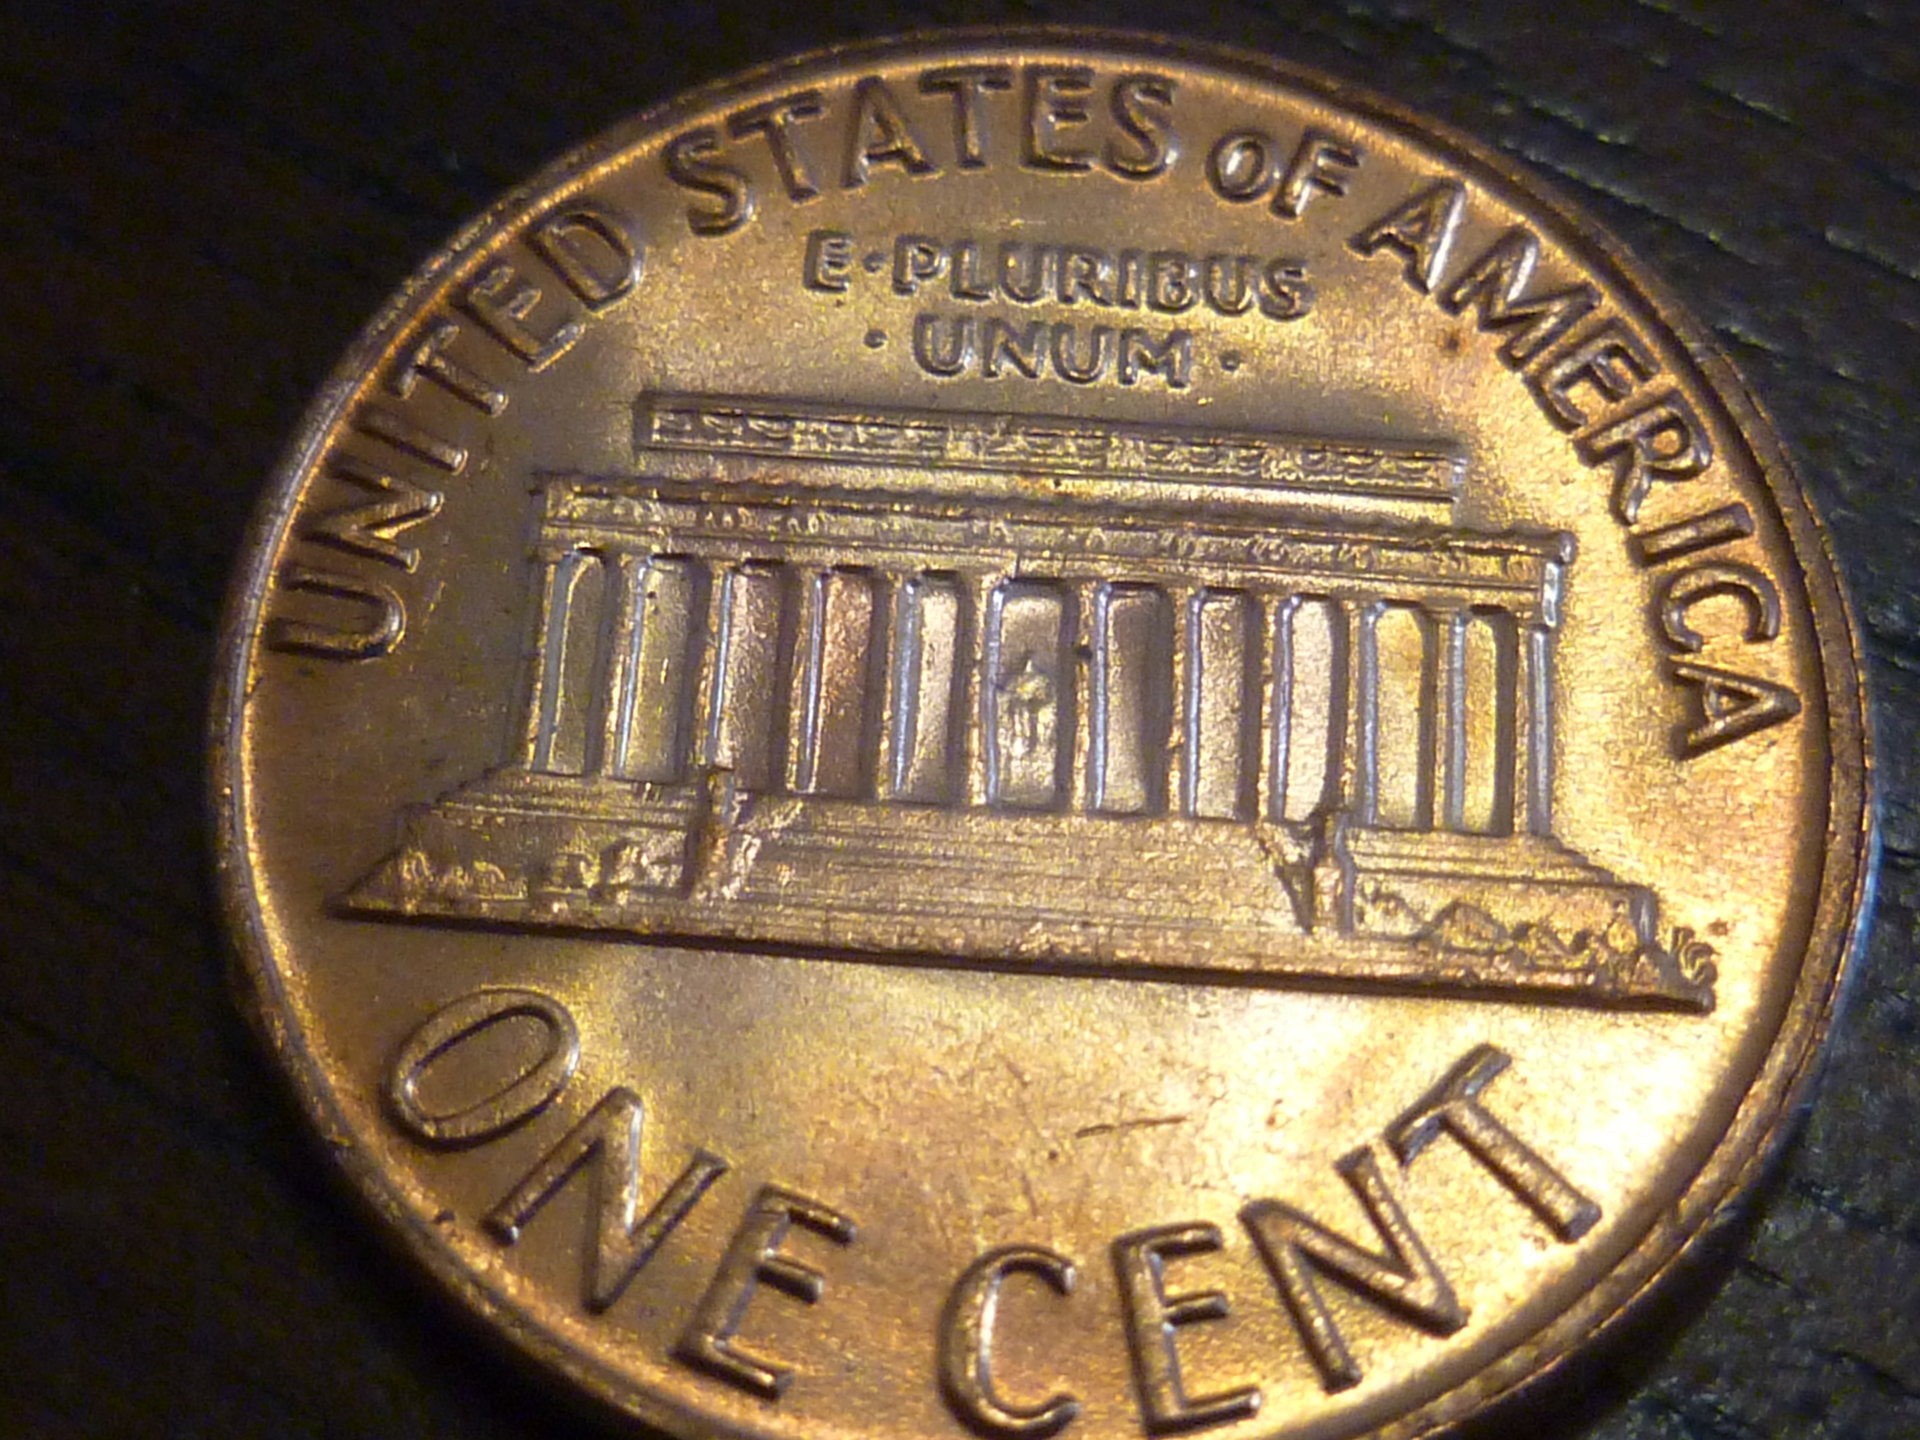 UNITED STATES OF AMERICA
E·PLURIBUS
·UNUM·
ONE CENT